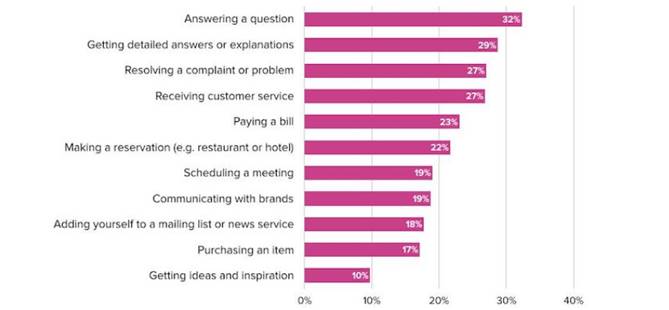 Answering a question 32%
Getting detailed answers or explanations 29%
Resolving a complaint or problem 27%
Receiving customer service 27%
Paying a bill 23%
Making a reservation (e.g. restaurant or hotel) 22%
Scheduling a meeting 19%
Communicating with brands 19%
Adding yourself to a mailing list or news service 18%
Purchasing an item 17%
Getting ideas and inspiration 10%
0% 10% 20% 30% 40%